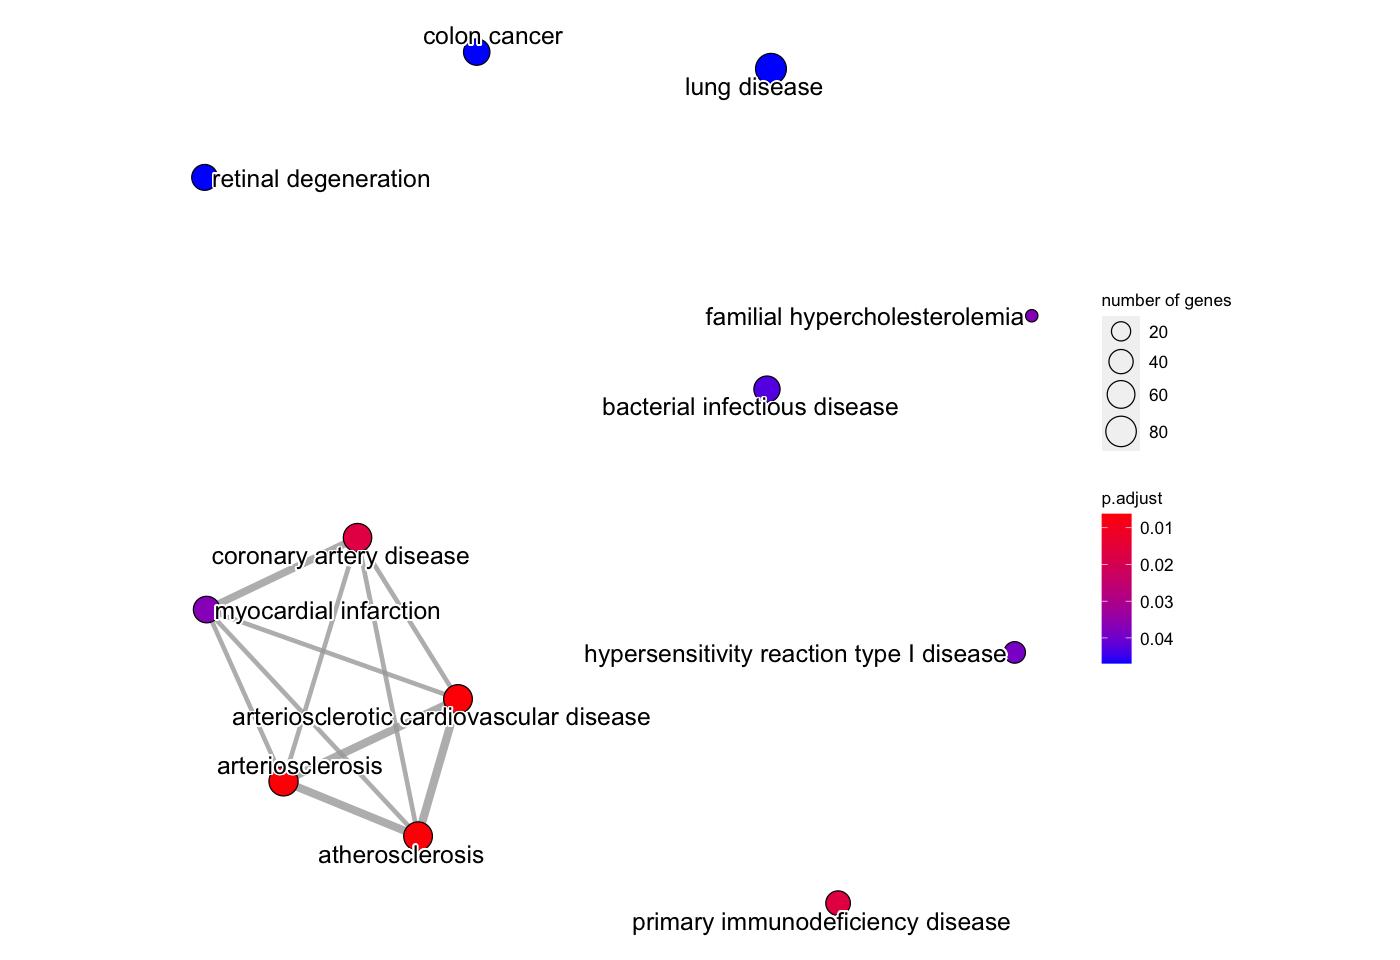 colon cancer
lung disease
retinal degeneration
familial hypercholesterolemia
bacterial infectious disease
coronary artery disease
myocardial infarction
hypersensitivity reaction type I disease
arteriosclerotic cardiovascular disease
arteriosclerosis
atherosclerosis
primary immunodeficiency disease
number of genes
20
40
60
80
p.adjust
0.01
0.02
0.03
0.04